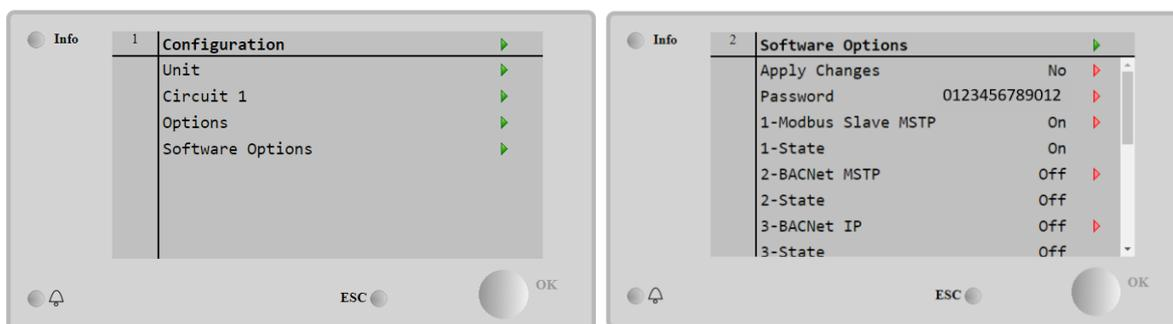 Info
1 Configuration
Unit
Circuit 1
Options
Software Options
ESC
OK
Info
2 Software Options
Apply Changes No
Password 0123456789012
1-Modbus Slave MSTP On
1-State On
2-BACNet MSTP Off
2-State Off
3-BACNet IP Off
3-State Off
ESC
OK